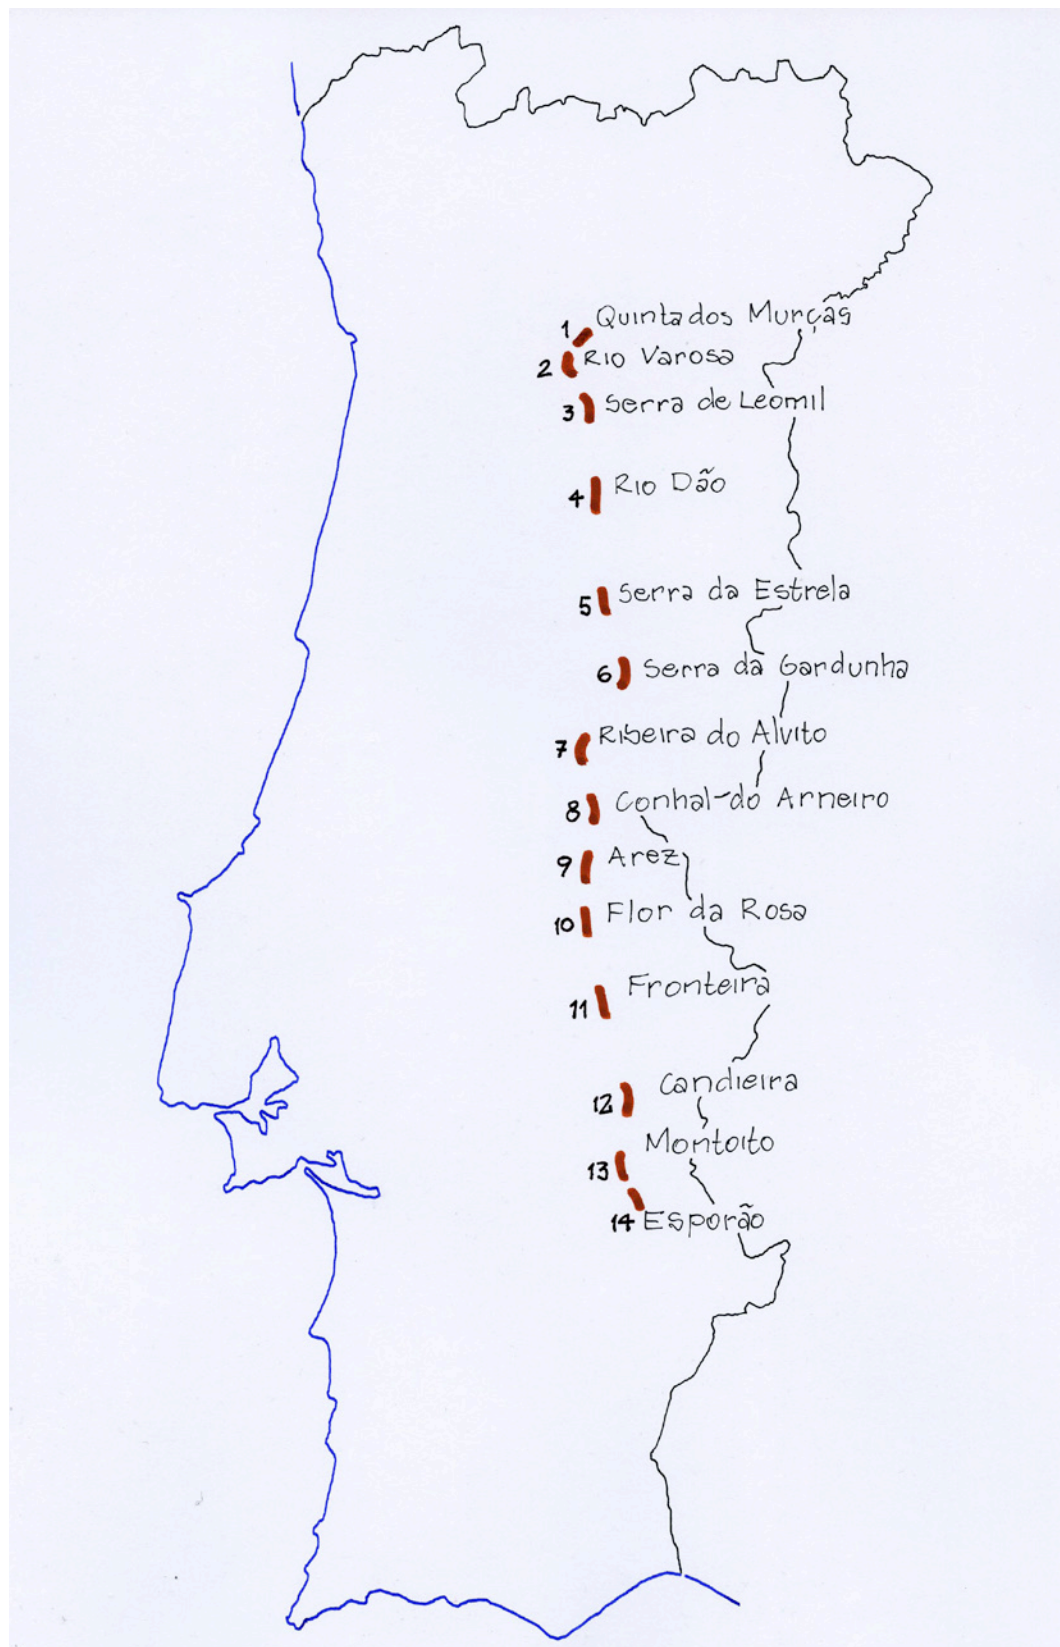 1 Quinta dos Murças
2 Rio Varosa
3 Serra de Leomil
4 Rio Dão
5 Serra da Estrela
6 Serra da Gardunha
7 Ribeira do Alvito
8 Conhal-do Arneiro
9 Arez
10 Flor da Rosa
11 Fronteira
12 Candieira
13 Montoito
14 Esporão